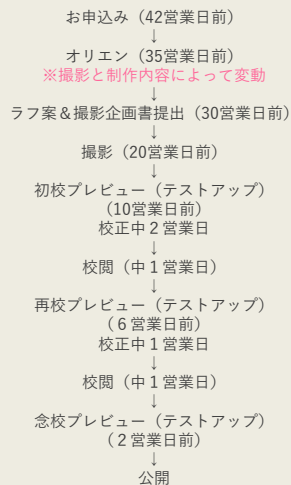 お申込み（42営業日前）
↓
オリエン（35営業日前）
※撮影と制作内容によって変動
↓
ラフ案＆撮影企画書提出（30営業日前）
↓
撮影（20営業日前）
↓
初校プレビュー（テストアップ）
（10営業日前）
校正中２営業日
↓
校閲（中１営業日）
↓
再校プレビュー（テストアップ）
（６営業日前）
校正中１営業日
↓
校閲（中１営業日）
↓
念校プレビュー（テストアップ）
（２営業日前）
↓
公開